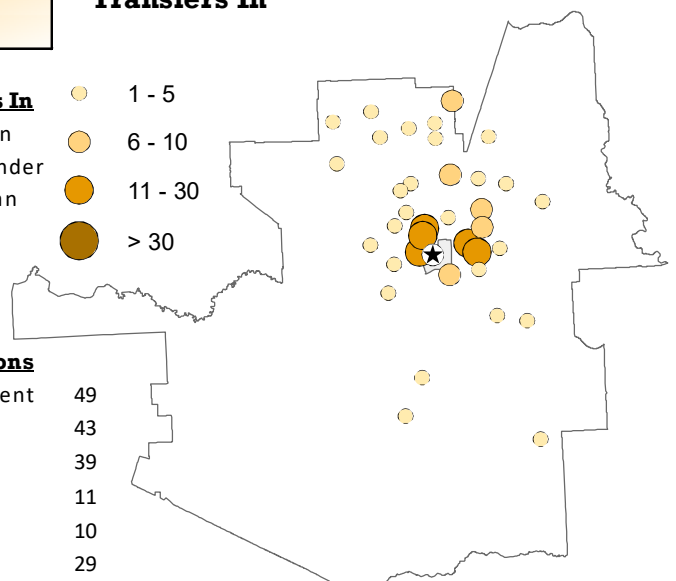 Transfers In
s In
n
nder
an
1 - 5
6 - 10
11 - 30
> 30
ons
ent 49
43
39
11
10
29